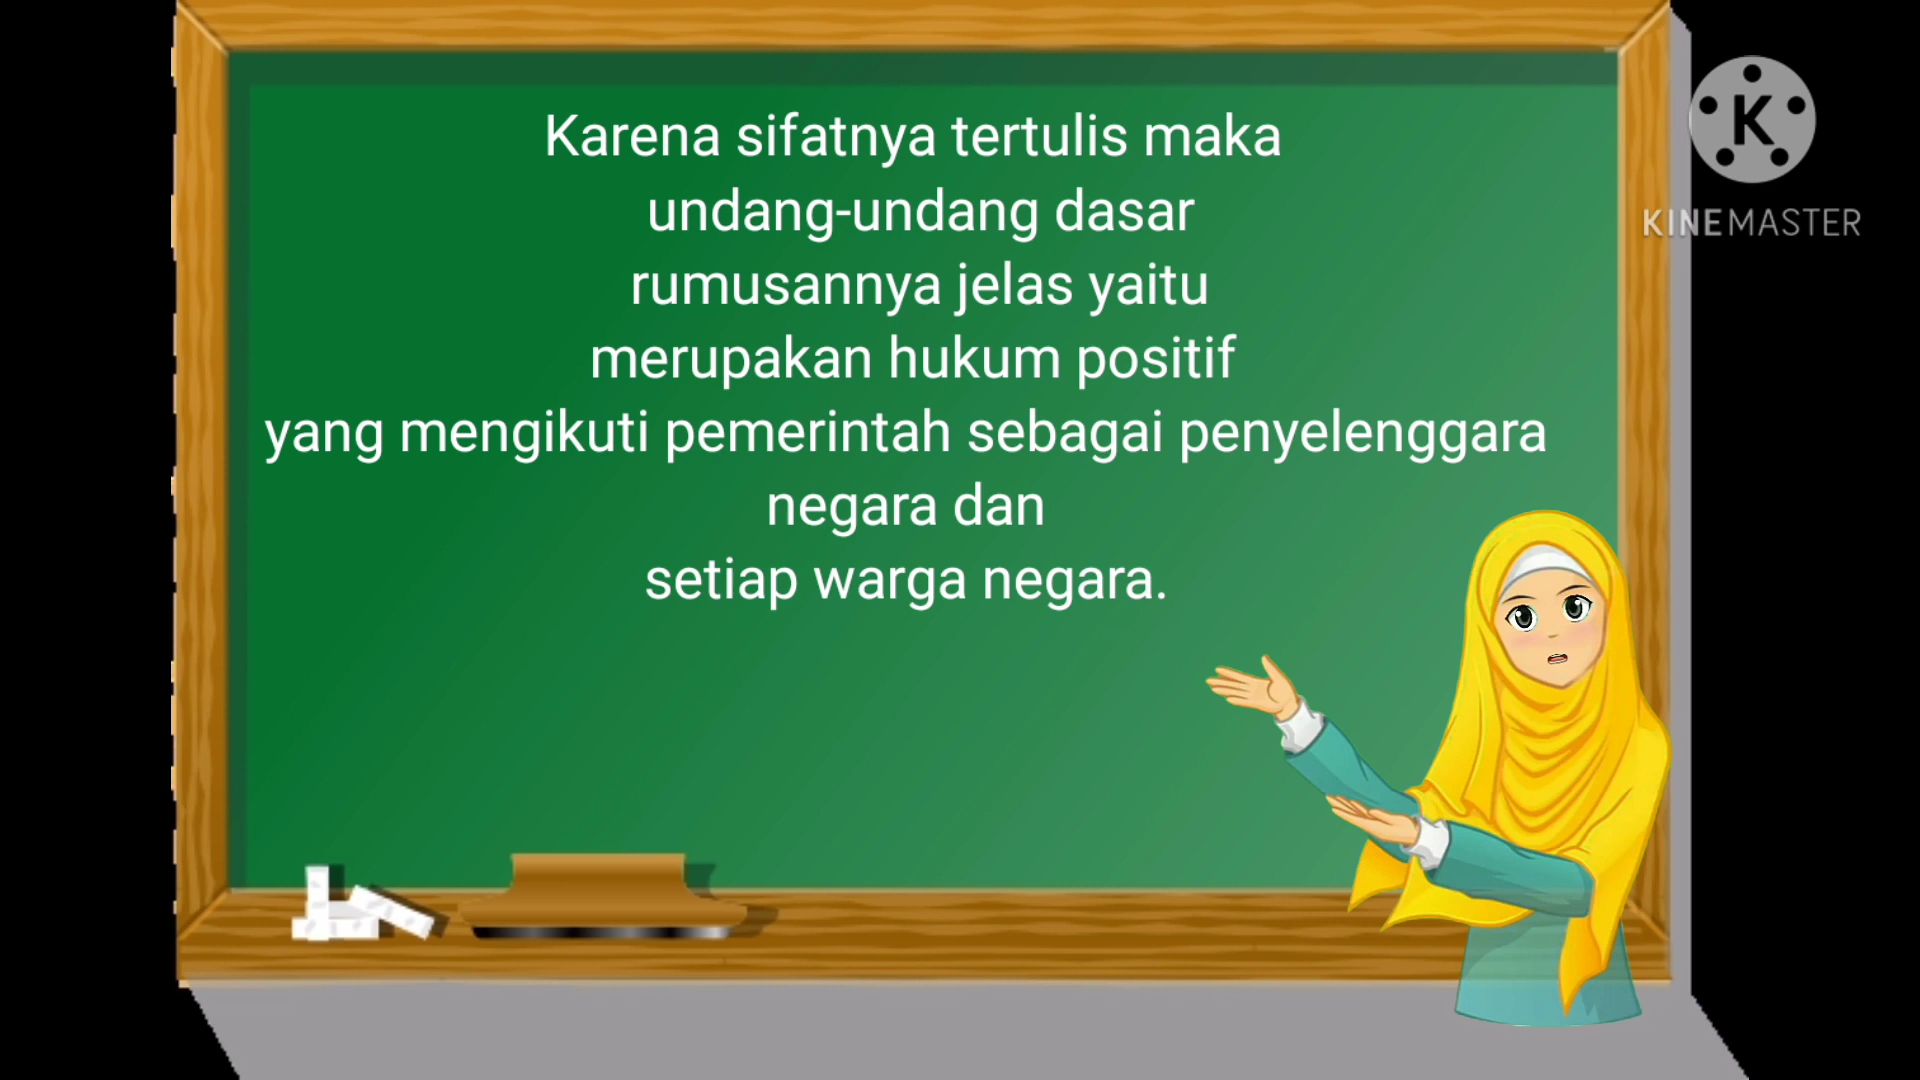 Karena sifatnya tertulis maka
undang-undang dasar
rumusannya jelas yaitu
merupakan hukum positif
yang mengikuti pemerintah sebagai penyelenggara
negara dan
setiap warga negara.
K
KINEMASTER